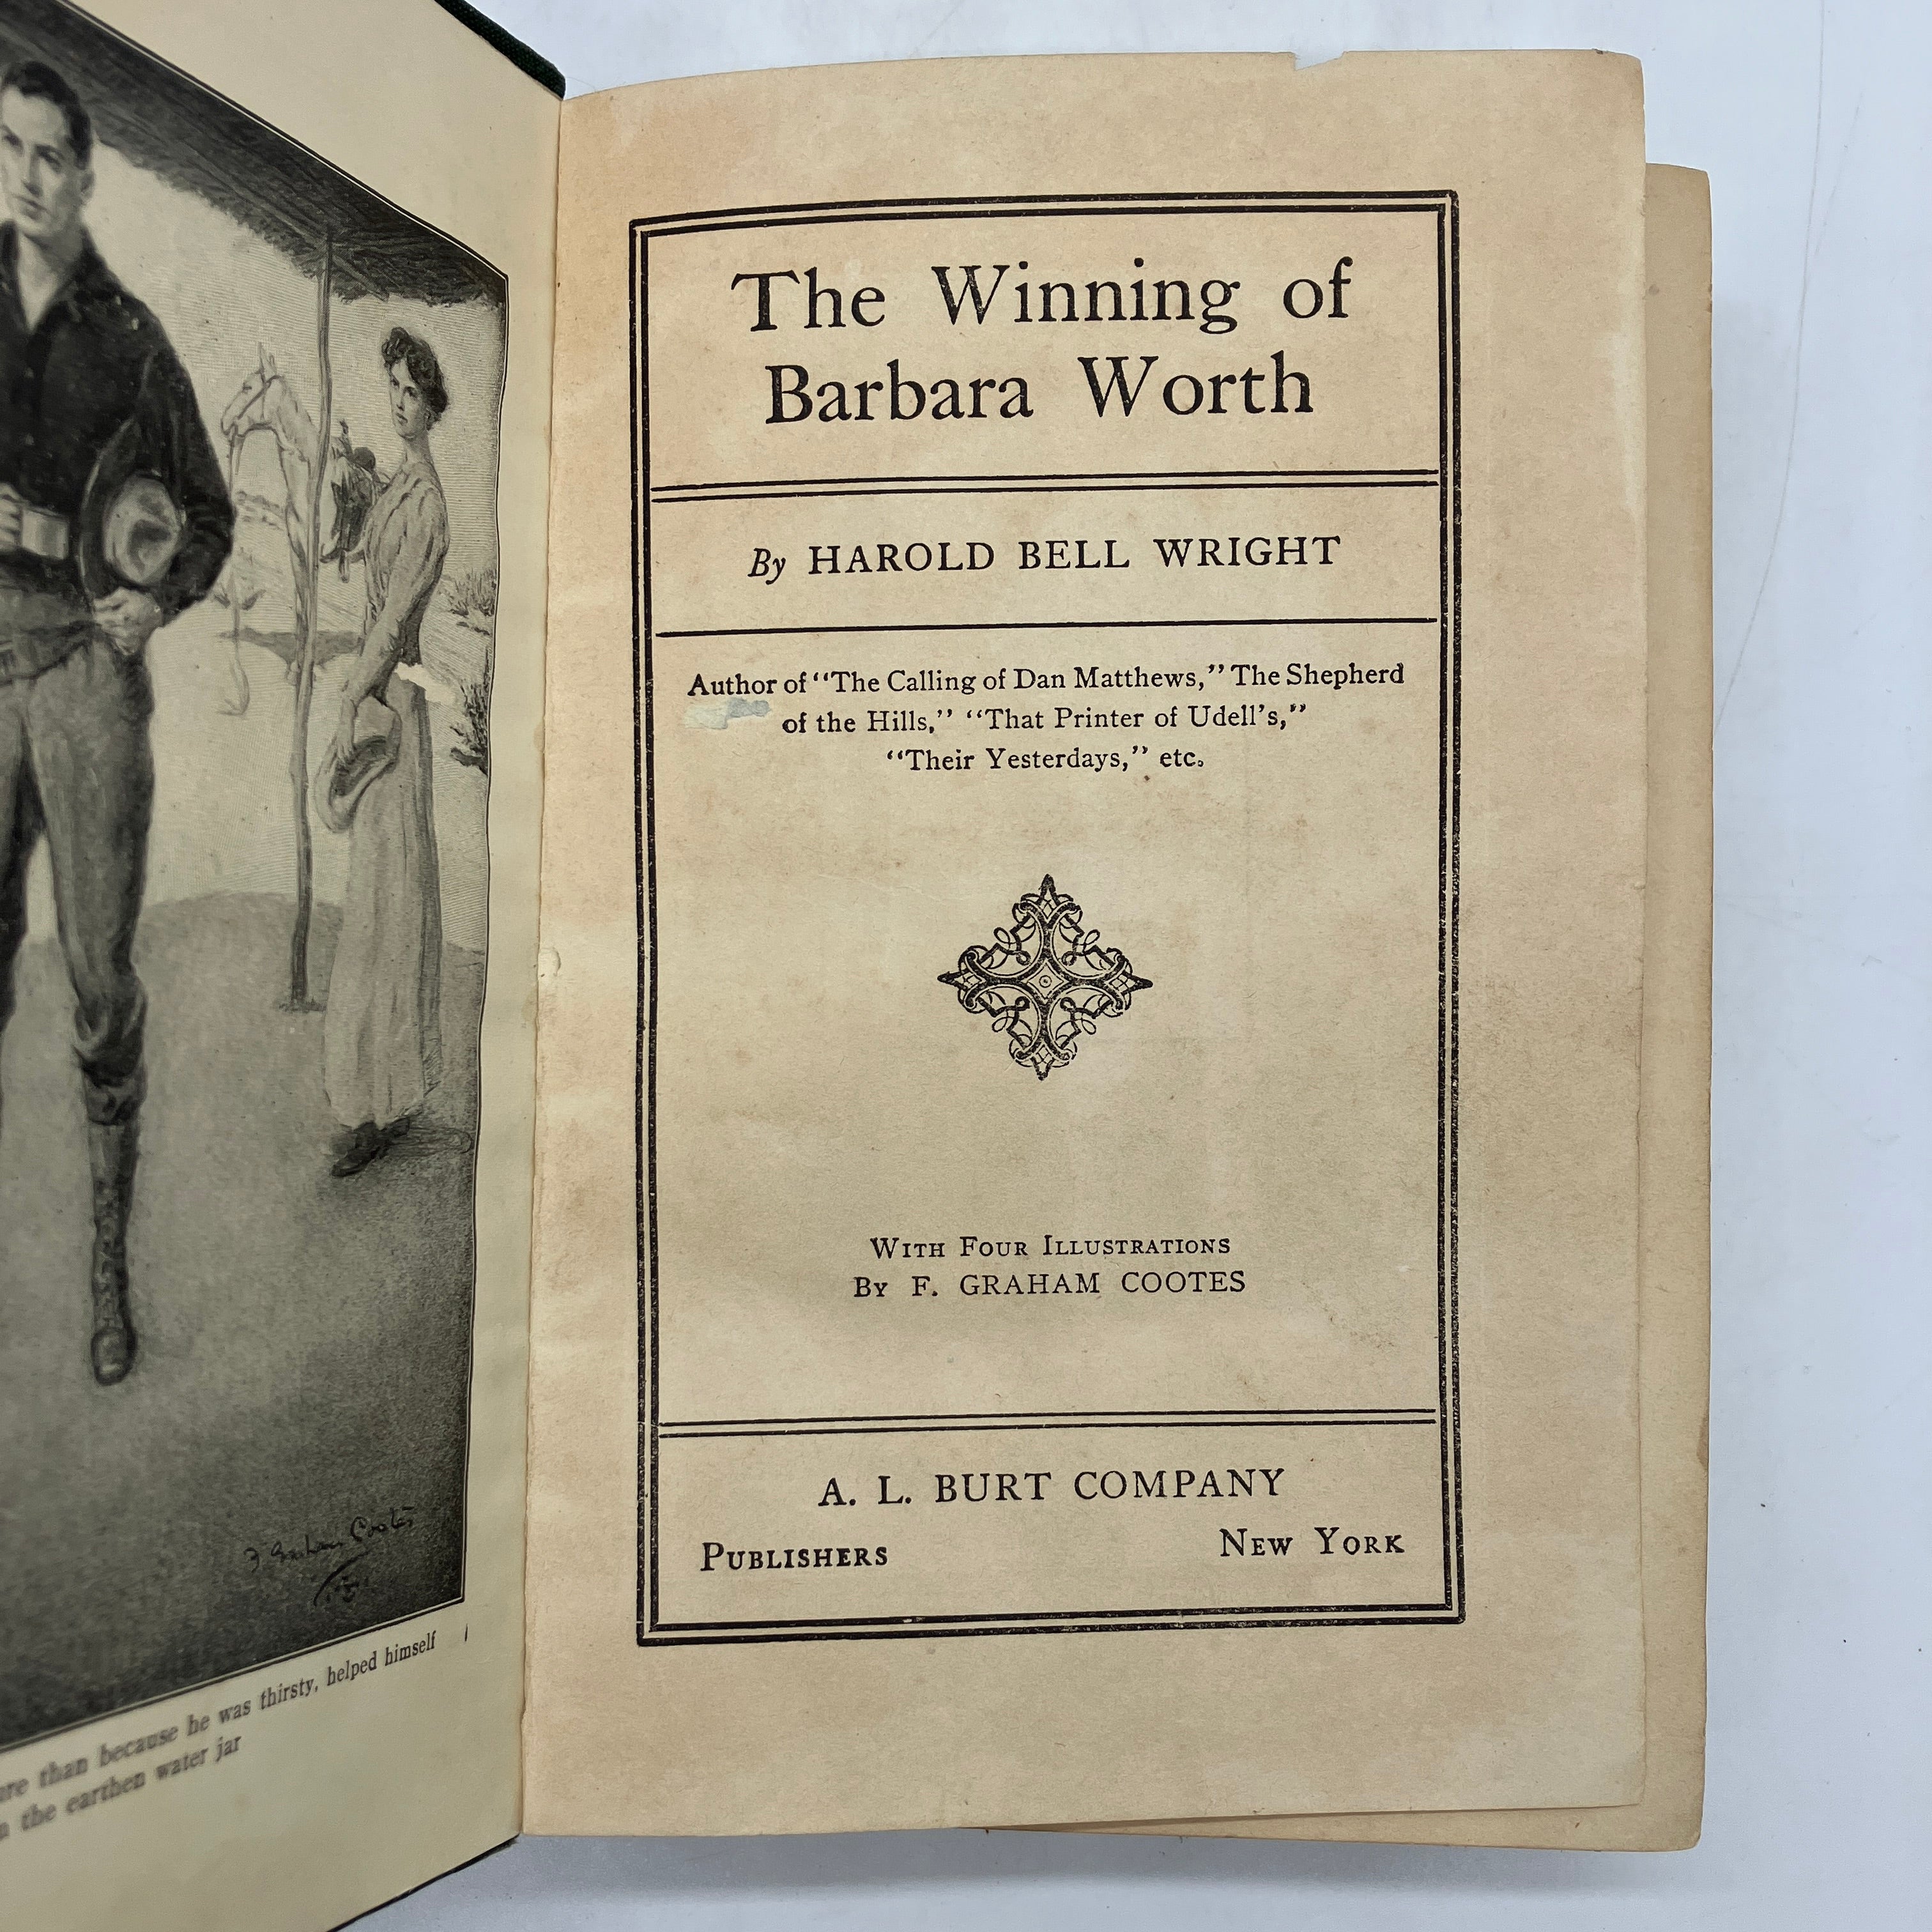 F Graham Cootes
than because he was thirsty, helped himself
the earthen water jar
The Winning of
Barbara Worth
By HAROLD BELL WRIGHT
Author of "The Calling of Dan Matthews," The Shepherd
of the Hills," "That Printer of Udell's,"
"Their Yesterdays," etc.
WITH FOUR ILLUSTRATIONS
BY F. GRAHAM COOTES
A. L. BURT COMPANY
PUBLISHERS NEW YORK